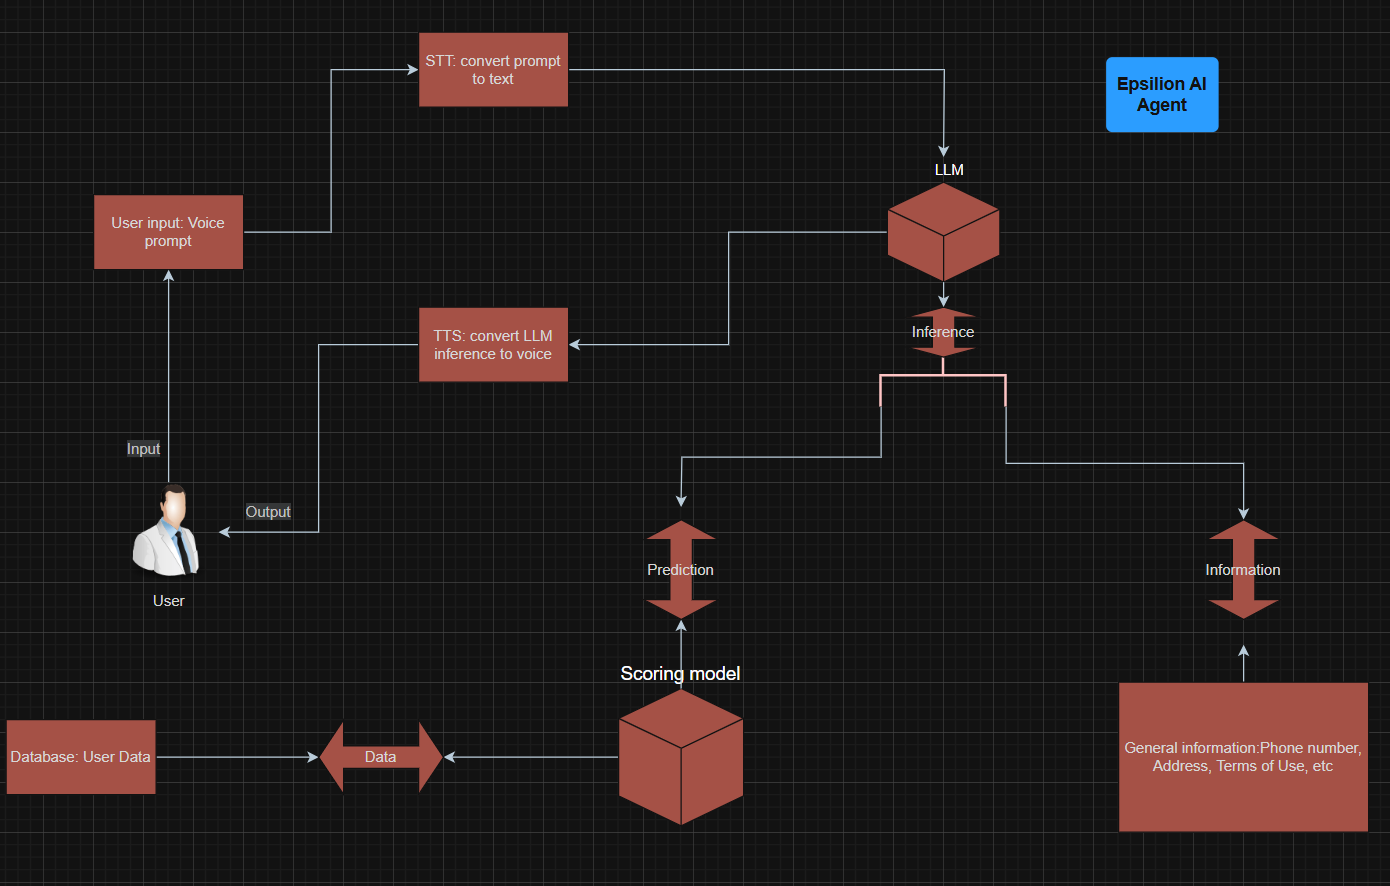 STT: convert prompt
to text
Epsilion AI
Agent
LLM
User input: Voice
prompt
TTS: convert LLM
inference to voice
Inference
Input
Output
User
Prediction
Information
Scoring model
Database: User Data
Data
General information:Phone number,
Address, Terms of Use, etc